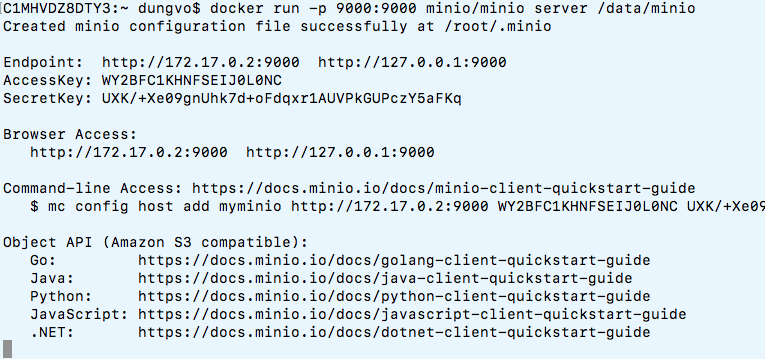 C1MHVDZ8DTY3:~ dungvo$ docker run -p 9000:9000 minio/minio server /data/minio
Created minio configuration file successfully at /root/.minio
Endpoint:  http://172.17.0.2:9000  http://127.0.0.1:9000
AccessKey: WY2BFC1KHNFSEIJ0L0NC
SecretKey: UXK/+Xe09gnUhk7d+oFdqxr1AUVPkGUPczY5aFKq
Browser Access:
   http://172.17.0.2:9000  http://127.0.0.1:9000
Command-line Access: https://docs.minio.io/docs/minio-client-quickstart-guide
   $ mc config host add myminio http://172.17.0.2:9000 WY2BFC1KHNFSEIJ0L0NC UXK/+Xe09
Object API (Amazon S3 compatible):
   Go:         https://docs.minio.io/docs/golang-client-quickstart-guide
   Java:       https://docs.minio.io/docs/java-client-quickstart-guide
   Python:     https://docs.minio.io/docs/python-client-quickstart-guide
   JavaScript: https://docs.minio.io/docs/javascript-client-quickstart-guide
   .NET:       https://docs.minio.io/docs/dotnet-client-quickstart-guide